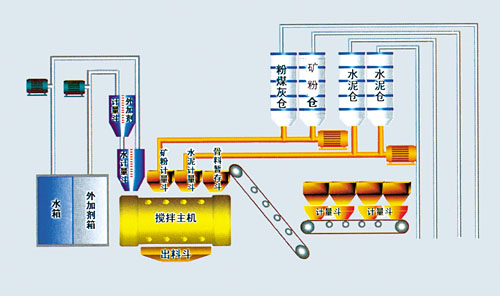 粉煤灰仓
矿粉仓
水泥仓
水泥仓
计量斗
外加剂
水计量斗
矿粉计量斗
水泥计量斗
骨料暂存斗
水箱
外加剂箱
搅拌主机
出料斗
计量斗
计量斗